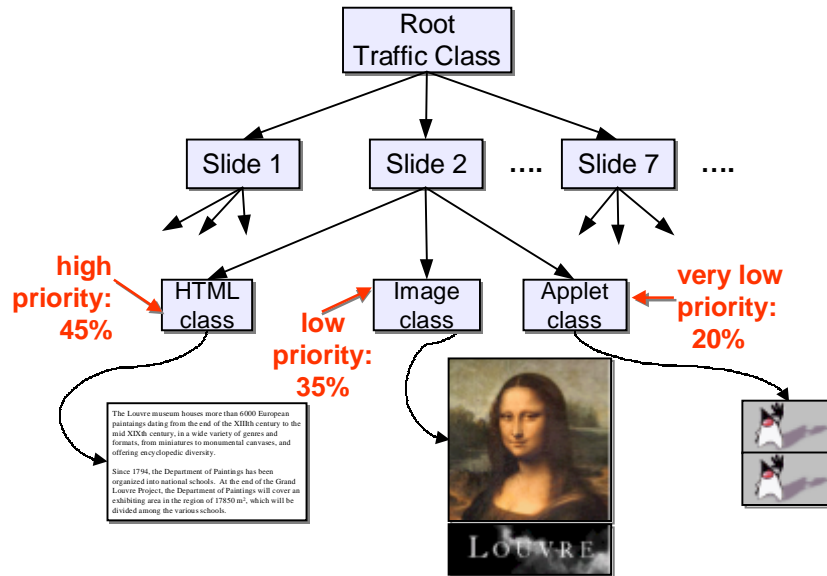 Root
Traffic Class
Slide 1
Slide 2
....
Slide 7
....
high
priority:
45%
HTML
class
low
priority:
35%
Image
class
Applet
class
very low
priority:
20%
The Louvre museum houses more than 6000 European
paintaings dating from the end of the XIIIth century to the
mid XIXth century, in a wide variety of genres and
formats, from miniatures to monumental canvases, and
offering encyclopedic diversity.
Since 1794, the Department of Paintings has been
organized into national schools. At the end of the Grand
Louvre Project, the Department of Paintings will cover an
exhibiting area in the region of 17850 m², which will be
divided among the various schools.
LOUVRE